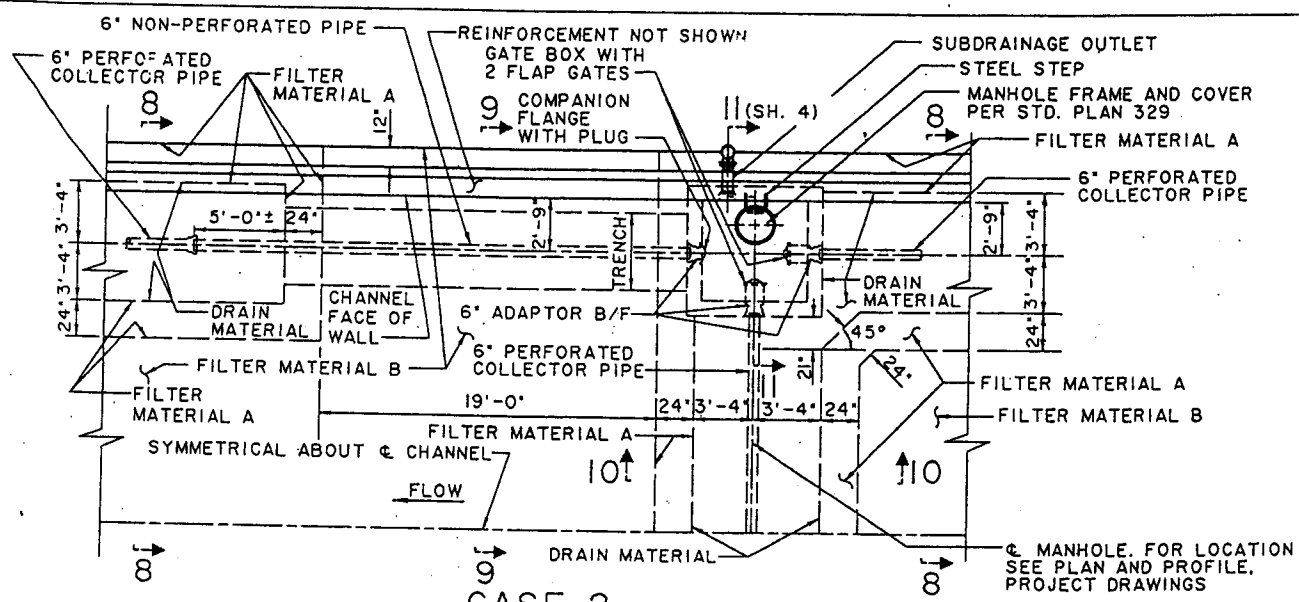 6" NON-PERFORATED PIPE
REINFORCEMENT NOT SHOWN
GATE BOX WITH
2 FLAP GATES
SUBDRAINAGE OUTLET
STEEL STEP
MANHOLE FRAME AND COVER
PER STD. PLAN 329
6" PERFORATED
COLLECTOR PIPE
FILTER
MATERIAL A
8
12"
9
COMPANION
FLANGE
WITH PLUG
11 (SH. 4)
8
FILTER MATERIAL A
6" PERFORATED
COLLECTOR PIPE
3'-4"
3'-4"
24"
5'-0"±
24"
2'-9"
TRENCH
2'-9"
3'-4"
3'-4"
24"
DRAIN
MATERIAL
CHANNEL
FACE OF
WALL
6" ADAPTOR B/F
DRAIN
MATERIAL
45°
FILTER MATERIAL B
6" PERFORATED
COLLECTOR PIPE
11
21"
24"
FILTER MATERIAL A
FILTER MATERIAL B
FILTER
MATERIAL A
19'-0"
24"
3'-4"
3'-4"
24"
FILTER MATERIAL A
SYMMETRICAL ABOUT ℄ CHANNEL
10
10
FLOW
8
9
DRAIN MATERIAL
8
℄ MANHOLE. FOR LOCATION
SEE PLAN AND PROFILE,
PROJECT DRAWINGS
CASE 2